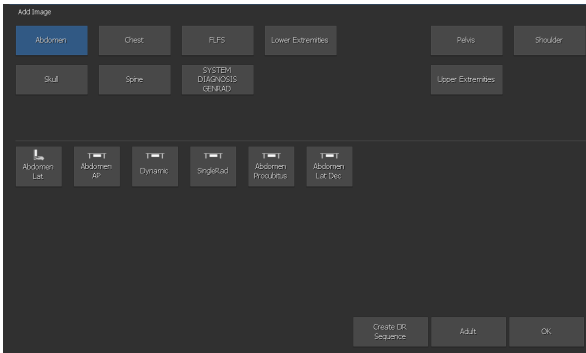 Add Image
Abdomen
Chest
FLFS
Lower Extremities
Pelvis
Shoulder
Skull
Spine
SYSTEM
DIAGNOSIS
GENRAD
Upper Extremities
Abdomen
Lat
Abdomen
AP
Dynamic
SingleRad
Abdomen
Procubitus
Abdomen
Lat Dec
Create DR
Sequence
Adult
OK